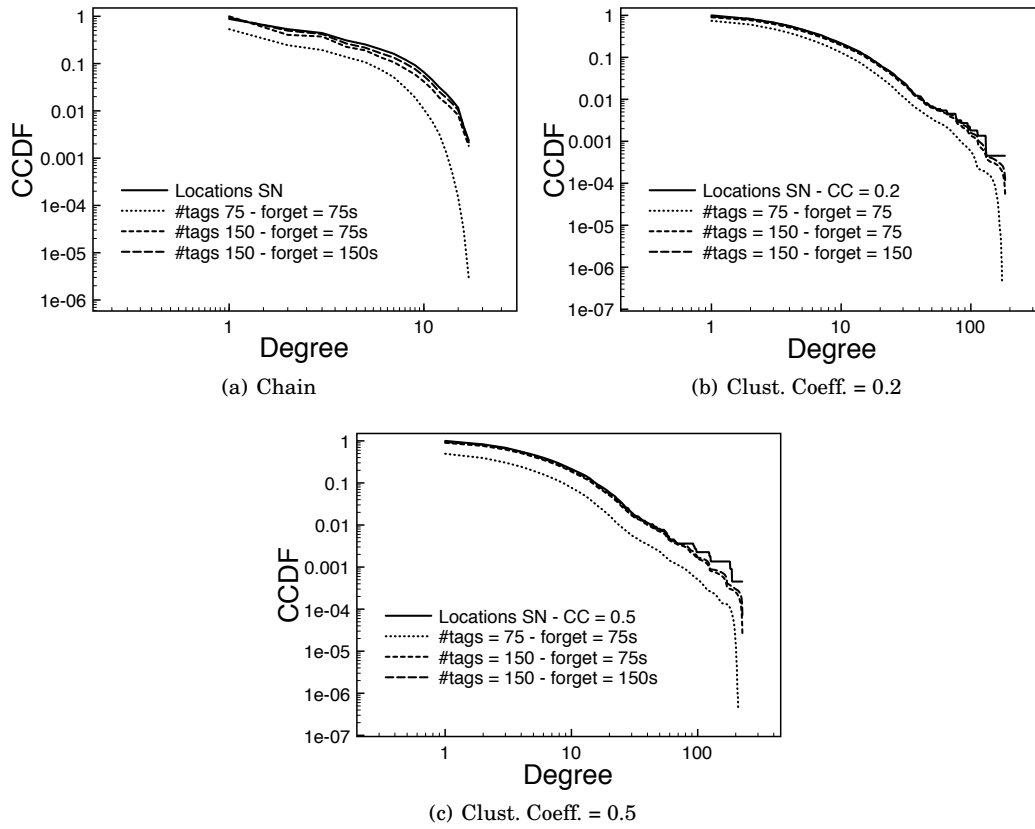 1
0.1
0.01
0.001
1e-04
1e-05
1e-06
CCDF
Locations SN
#tags 75 - forget = 75s
#tags 150 - forget = 75s
#tags 150 - forget = 150s
1 10
Degree
(a) Chain
1
0.1
0.01
0.001
1e-04
1e-05
1e-06
1e-07
CCDF
Locations SN - CC = 0.2
#tags = 75 - forget = 75
#tags = 150 - forget = 75
#tags = 150 - forget = 150
1 10 100
Degree
(b) Clust. Coeff. = 0.2
1
0.1
0.01
0.001
1e-04
1e-05
1e-06
1e-07
CCDF
Locations SN - CC = 0.5
#tags = 75 - forget = 75s
#tags = 150 - forget = 75s
#tags = 150 - forget = 150s
1 10 100
Degree
(c) Clust. Coeff. = 0.5